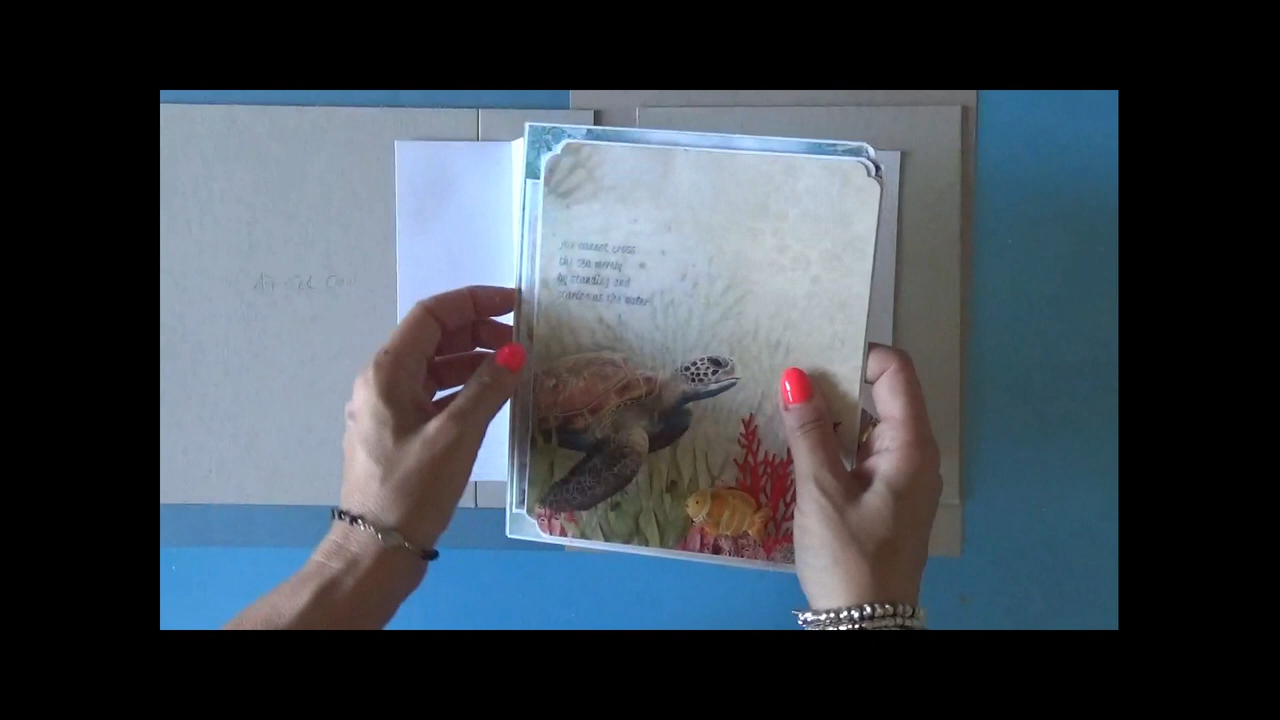 You cannot cross
the sea merely
by standing and
staring at the water